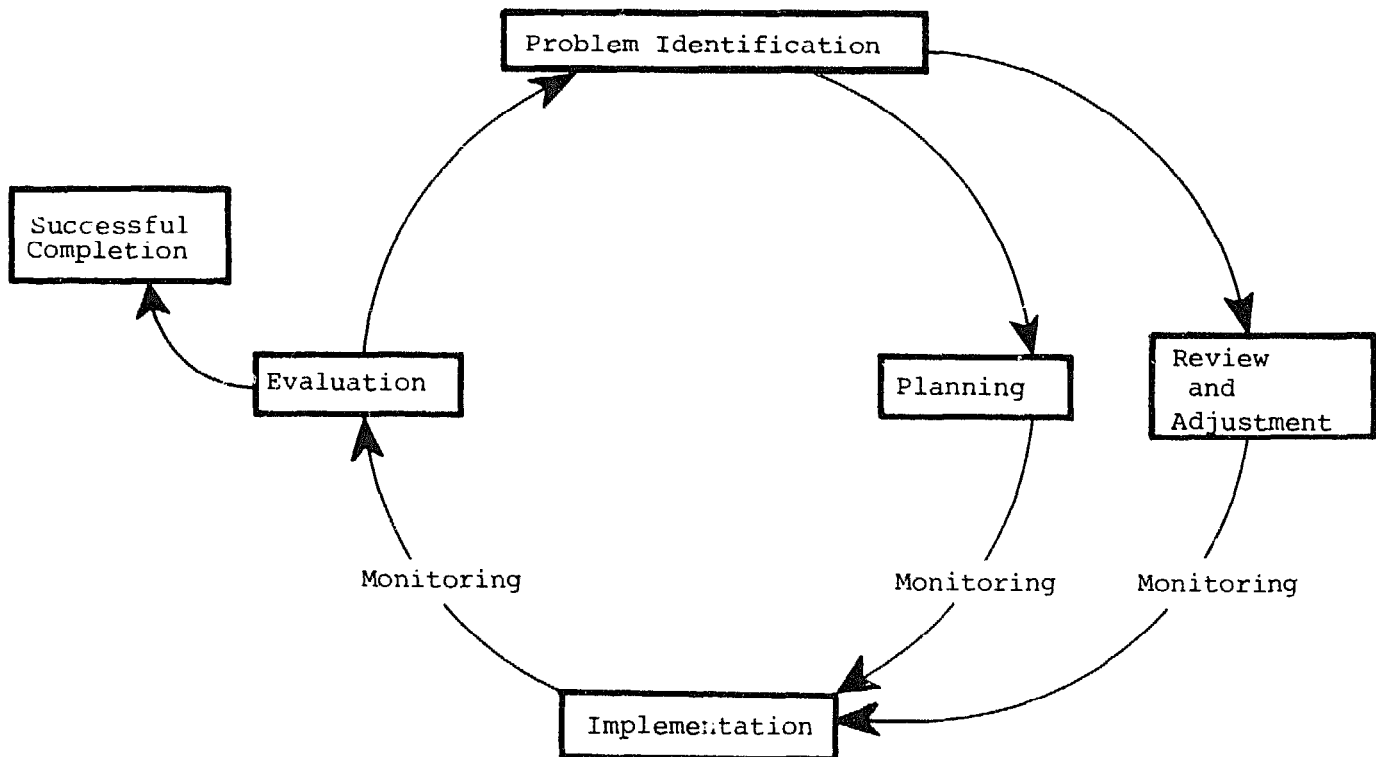 Problem Identification
Successful
Completion
Evaluation
Planning
Review
and
Adjustment
Monitoring
Monitoring
Monitoring
Implementation